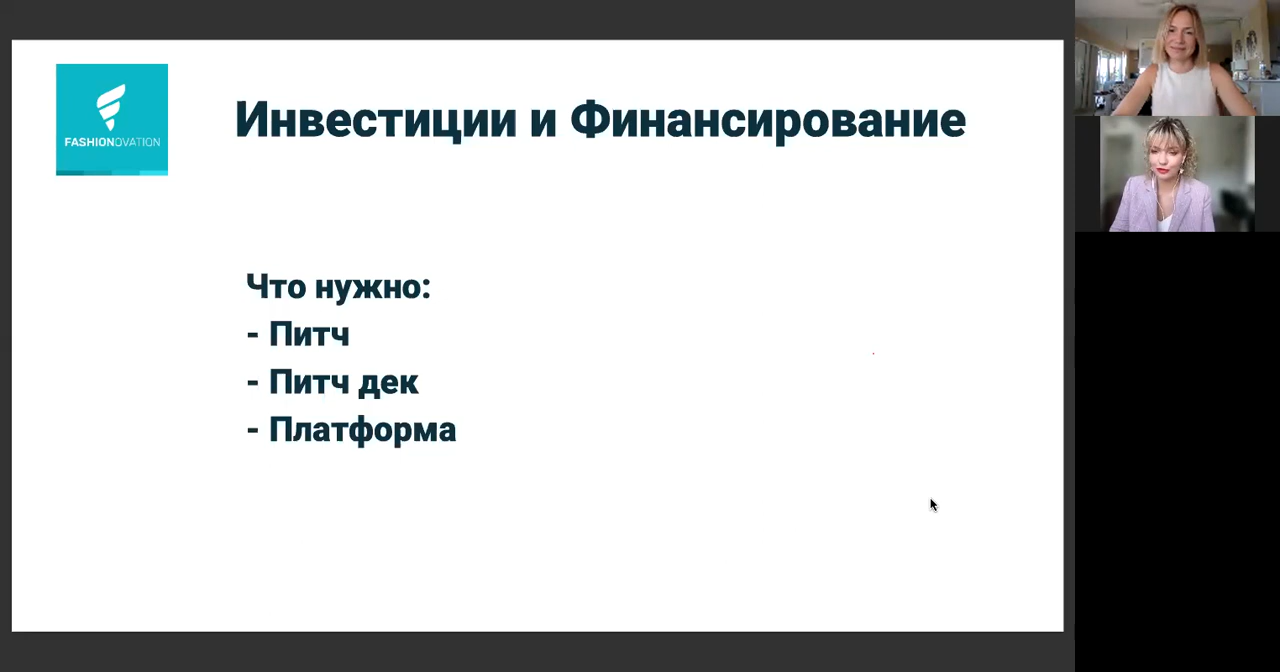 FASHIONOVATION
Инвестиции и Финансирование
Что нужно:
- Питч
- Питч дек
- Платформа